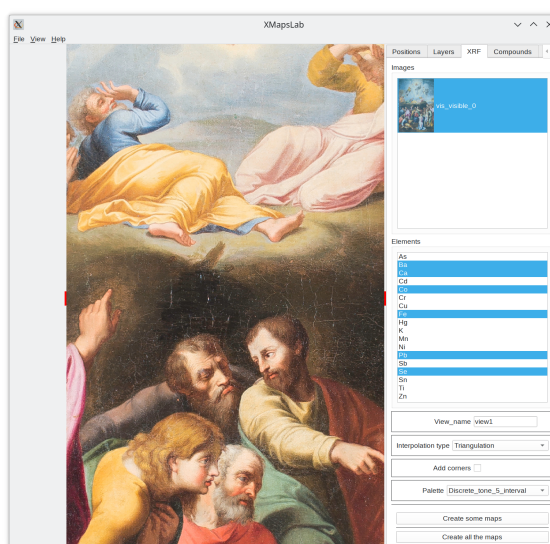 XMapsLab
File View Help
Positions Layers XRF Compounds
Images
vis_visible_0
Elements
As
Ba
Ca
Cd
Co
Cr
Cu
Fe
Hg
K
Mn
Ni
Pb
Sb
Se
Sn
Ti
Zn
View_name view1
Interpolation type Triangulation
Add corners
Palette Discrete_tone_5_interval
Create some maps
Create all the maps